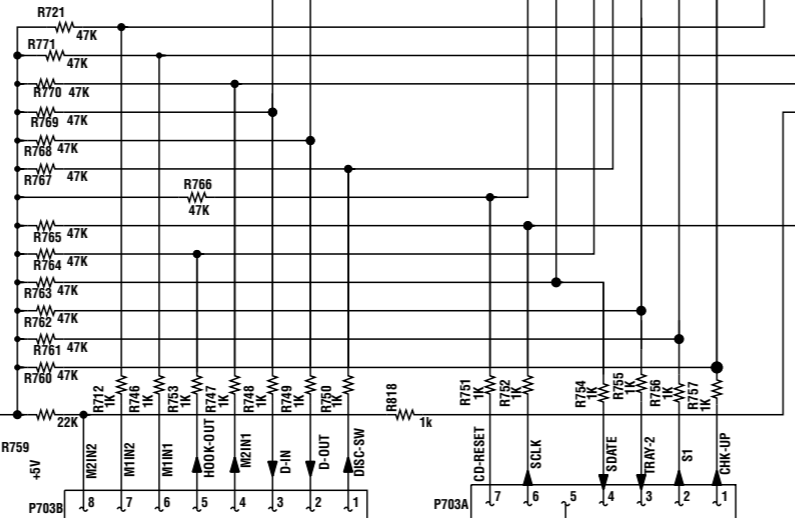 R721
47K
R771
47K
R770 47K
R769 47K
R768 47K
R767 47K
R766
47K
R765 47K
R764 47K
R763 47K
R762 47K
R761 47K
R760 47K
R712 1K
R746 1K
R753 1K
R747 1K
R748 1K
R749 1K
R750 1K
R818
1k
R751 1K
R752 1K
R754 1K
R755 1K
R756 1K
R757 1K
22K
R759
+5V
M2IN2
M1IN2
M1IN1
HOOK-OUT
M2IN1
D-IN
D-OUT
DISC-SW
CD-RESET
SCLK
SDATE
TRAY-2
S1
CHK-UP
P703B 8 7 6 5 4 3 2 1
P703A 7 6 5 4 3 2 1